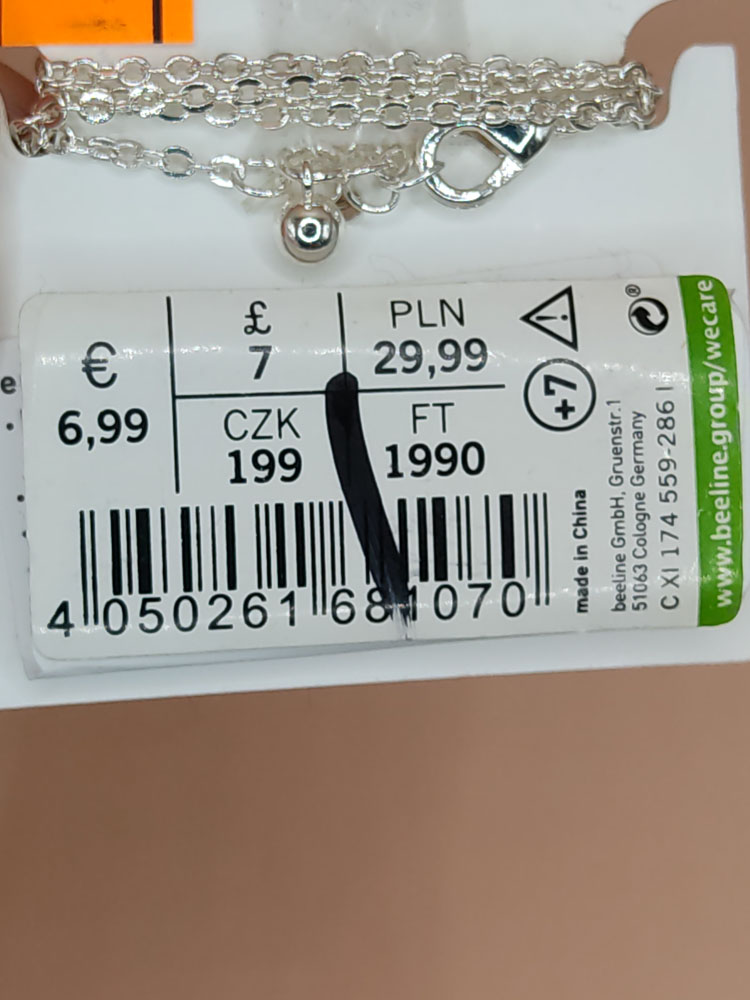 €
6,99
£
7
PLN
29,99
CZK
199
FT
1990
+7
4 050261 681070
made in China
beeline GmbH, Gruenstr.1
51063 Cologne Germany
C XI 174 559-286 I
www.beeline.group/wecare
®
e